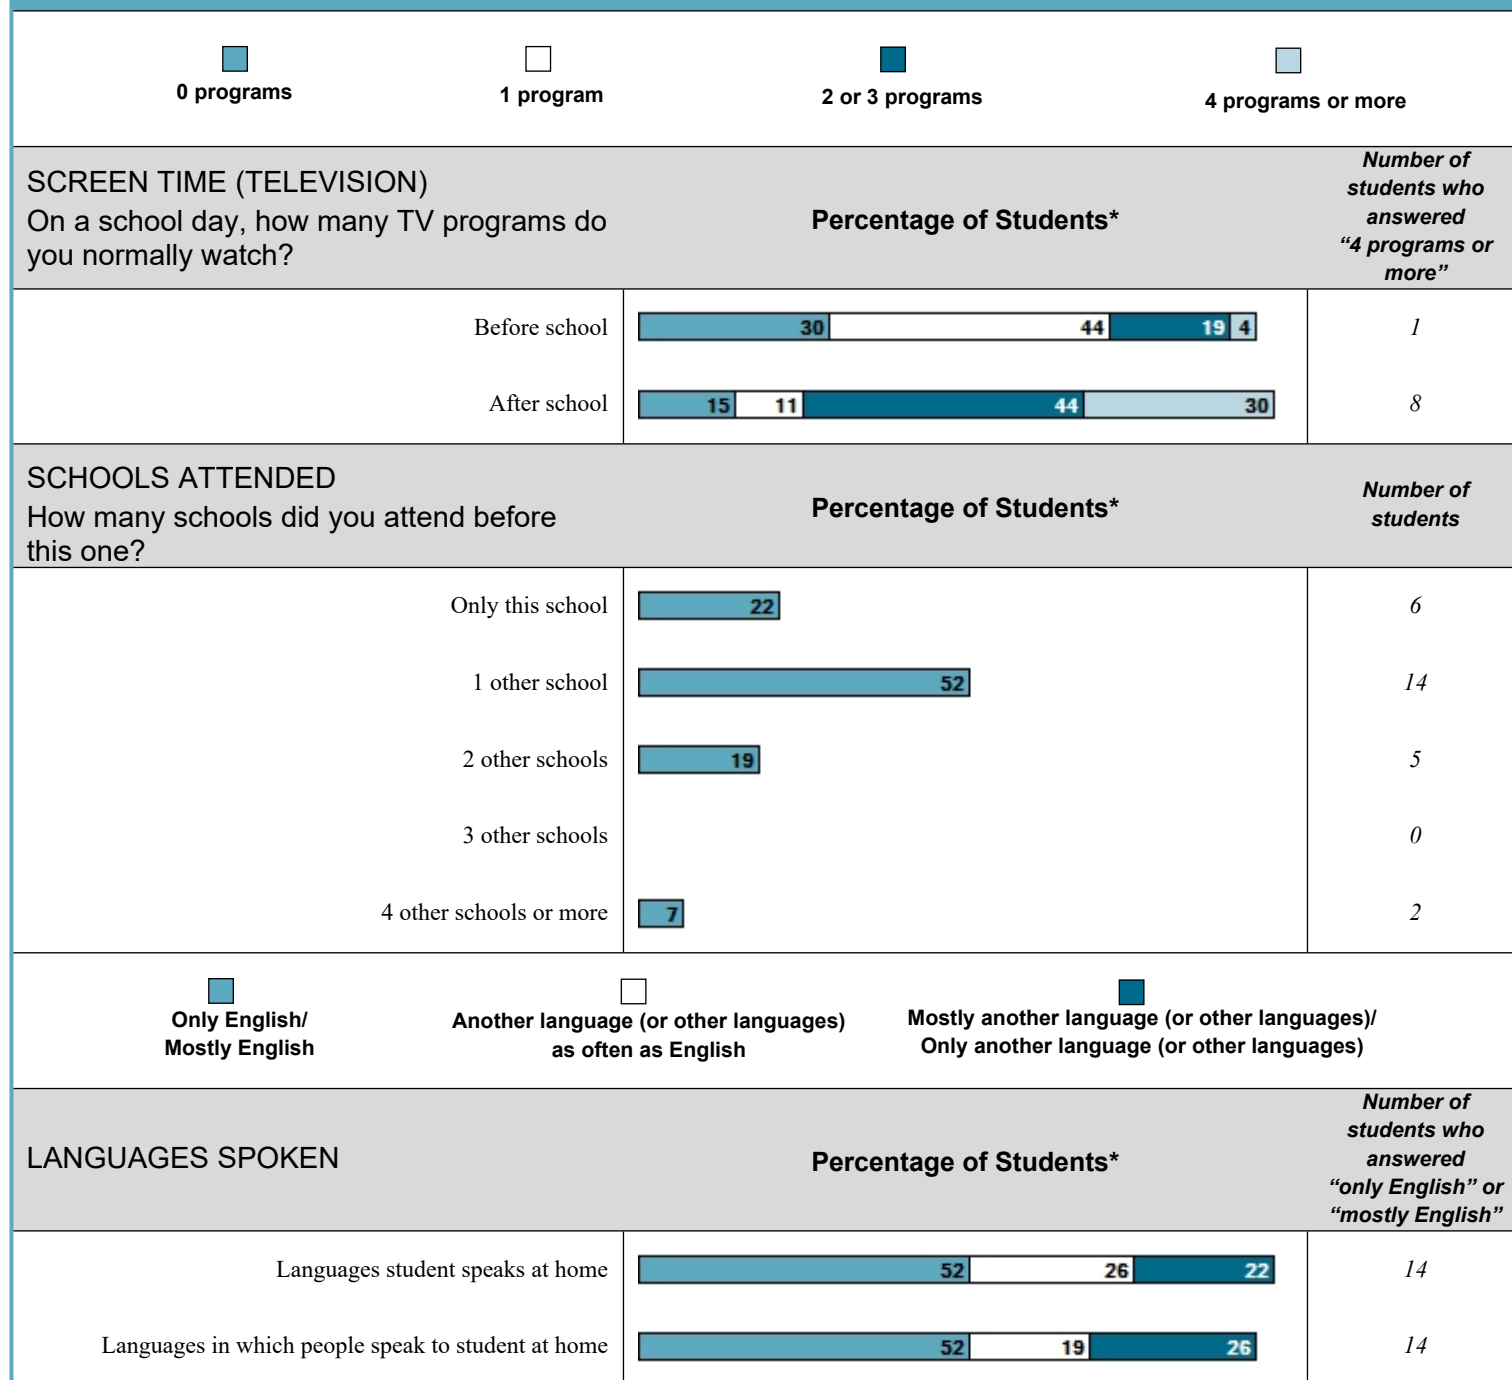 0 programs
1 program
2 or 3 programs
4 programs or more
SCREEN TIME (TELEVISION)
On a school day, how many TV programs do
you normally watch?
Percentage of Students*
Number of
students who
answered
“4 programs or
more”
Before school
30 44 19 4
1
After school
15 11 44 30
8
SCHOOLS ATTENDED
How many schools did you attend before
this one?
Percentage of Students*
Number of
students
Only this school
22
6
1 other school
52
14
2 other schools
19
5
3 other schools
0
4 other schools or more
7
2
Only English/
Mostly English
Another language (or other languages)
as often as English
Mostly another language (or other languages)/
Only another language (or other languages)
LANGUAGES SPOKEN
Percentage of Students*
Number of
students who
answered
“only English” or
“mostly English”
Languages student speaks at home
52 26 22
14
Languages in which people speak to student at home
52 19 26
14